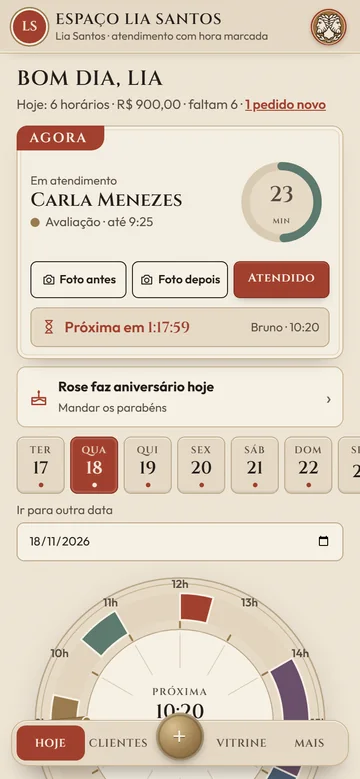 LS
ESPAÇO LIA SANTOS
Lia Santos · atendimento com hora marcada
BOM DIA, LIA
Hoje: 6 horários · R$ 900,00 · faltam 6 · 1 pedido novo
AGORA
Em atendimento
CARLA MENEZES
Avaliação · até 9:25
23
MIN
Foto antes
Foto depois
ATENDIDO
Próxima em 1:17:59
Bruno · 10:20
Rose faz aniversário hoje
Mandar os parabéns
›
TER QUA QUI SEX SÁB DOM
17 18 19 20 21 22
Ir para outra data
18/11/2026
12h
11h 13h
10h 14h
PRÓXIMA
10:20
HOJE CLIENTES + VITRINE MAIS